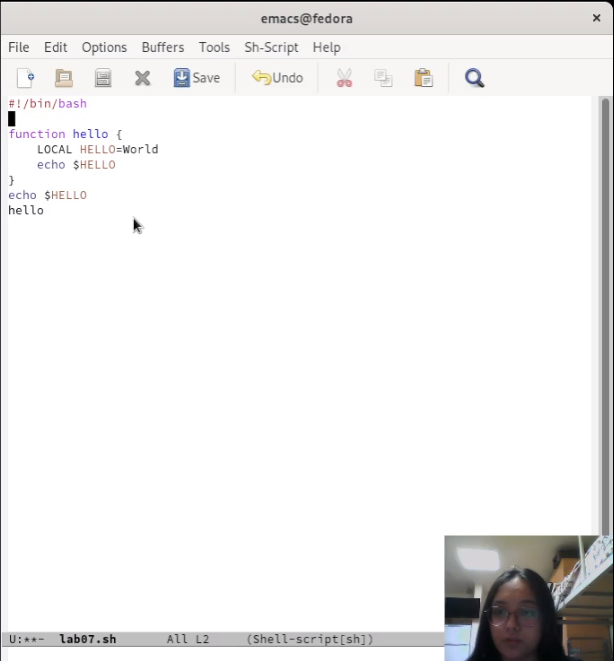 emacs@fedora
×
File Edit Options Buffers Tools Sh-Script Help
Save Undo
#!/bin/bash
function hello {
    LOCAL HELLO=World
    echo $HELLO
}
echo $HELLO
hello
U:**- lab07.sh All L2 (Shell-script[sh])